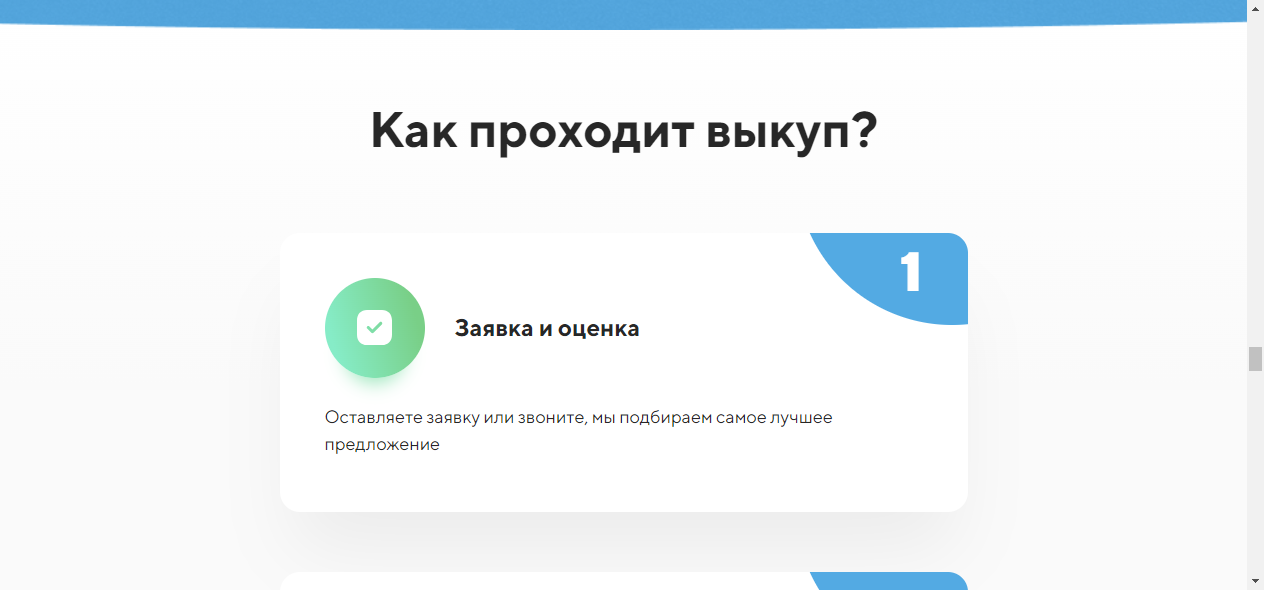 Как проходит выкуп?
1
Заявка и оценка
Оставляете заявку или звоните, мы подбираем самое лучшее
предложение